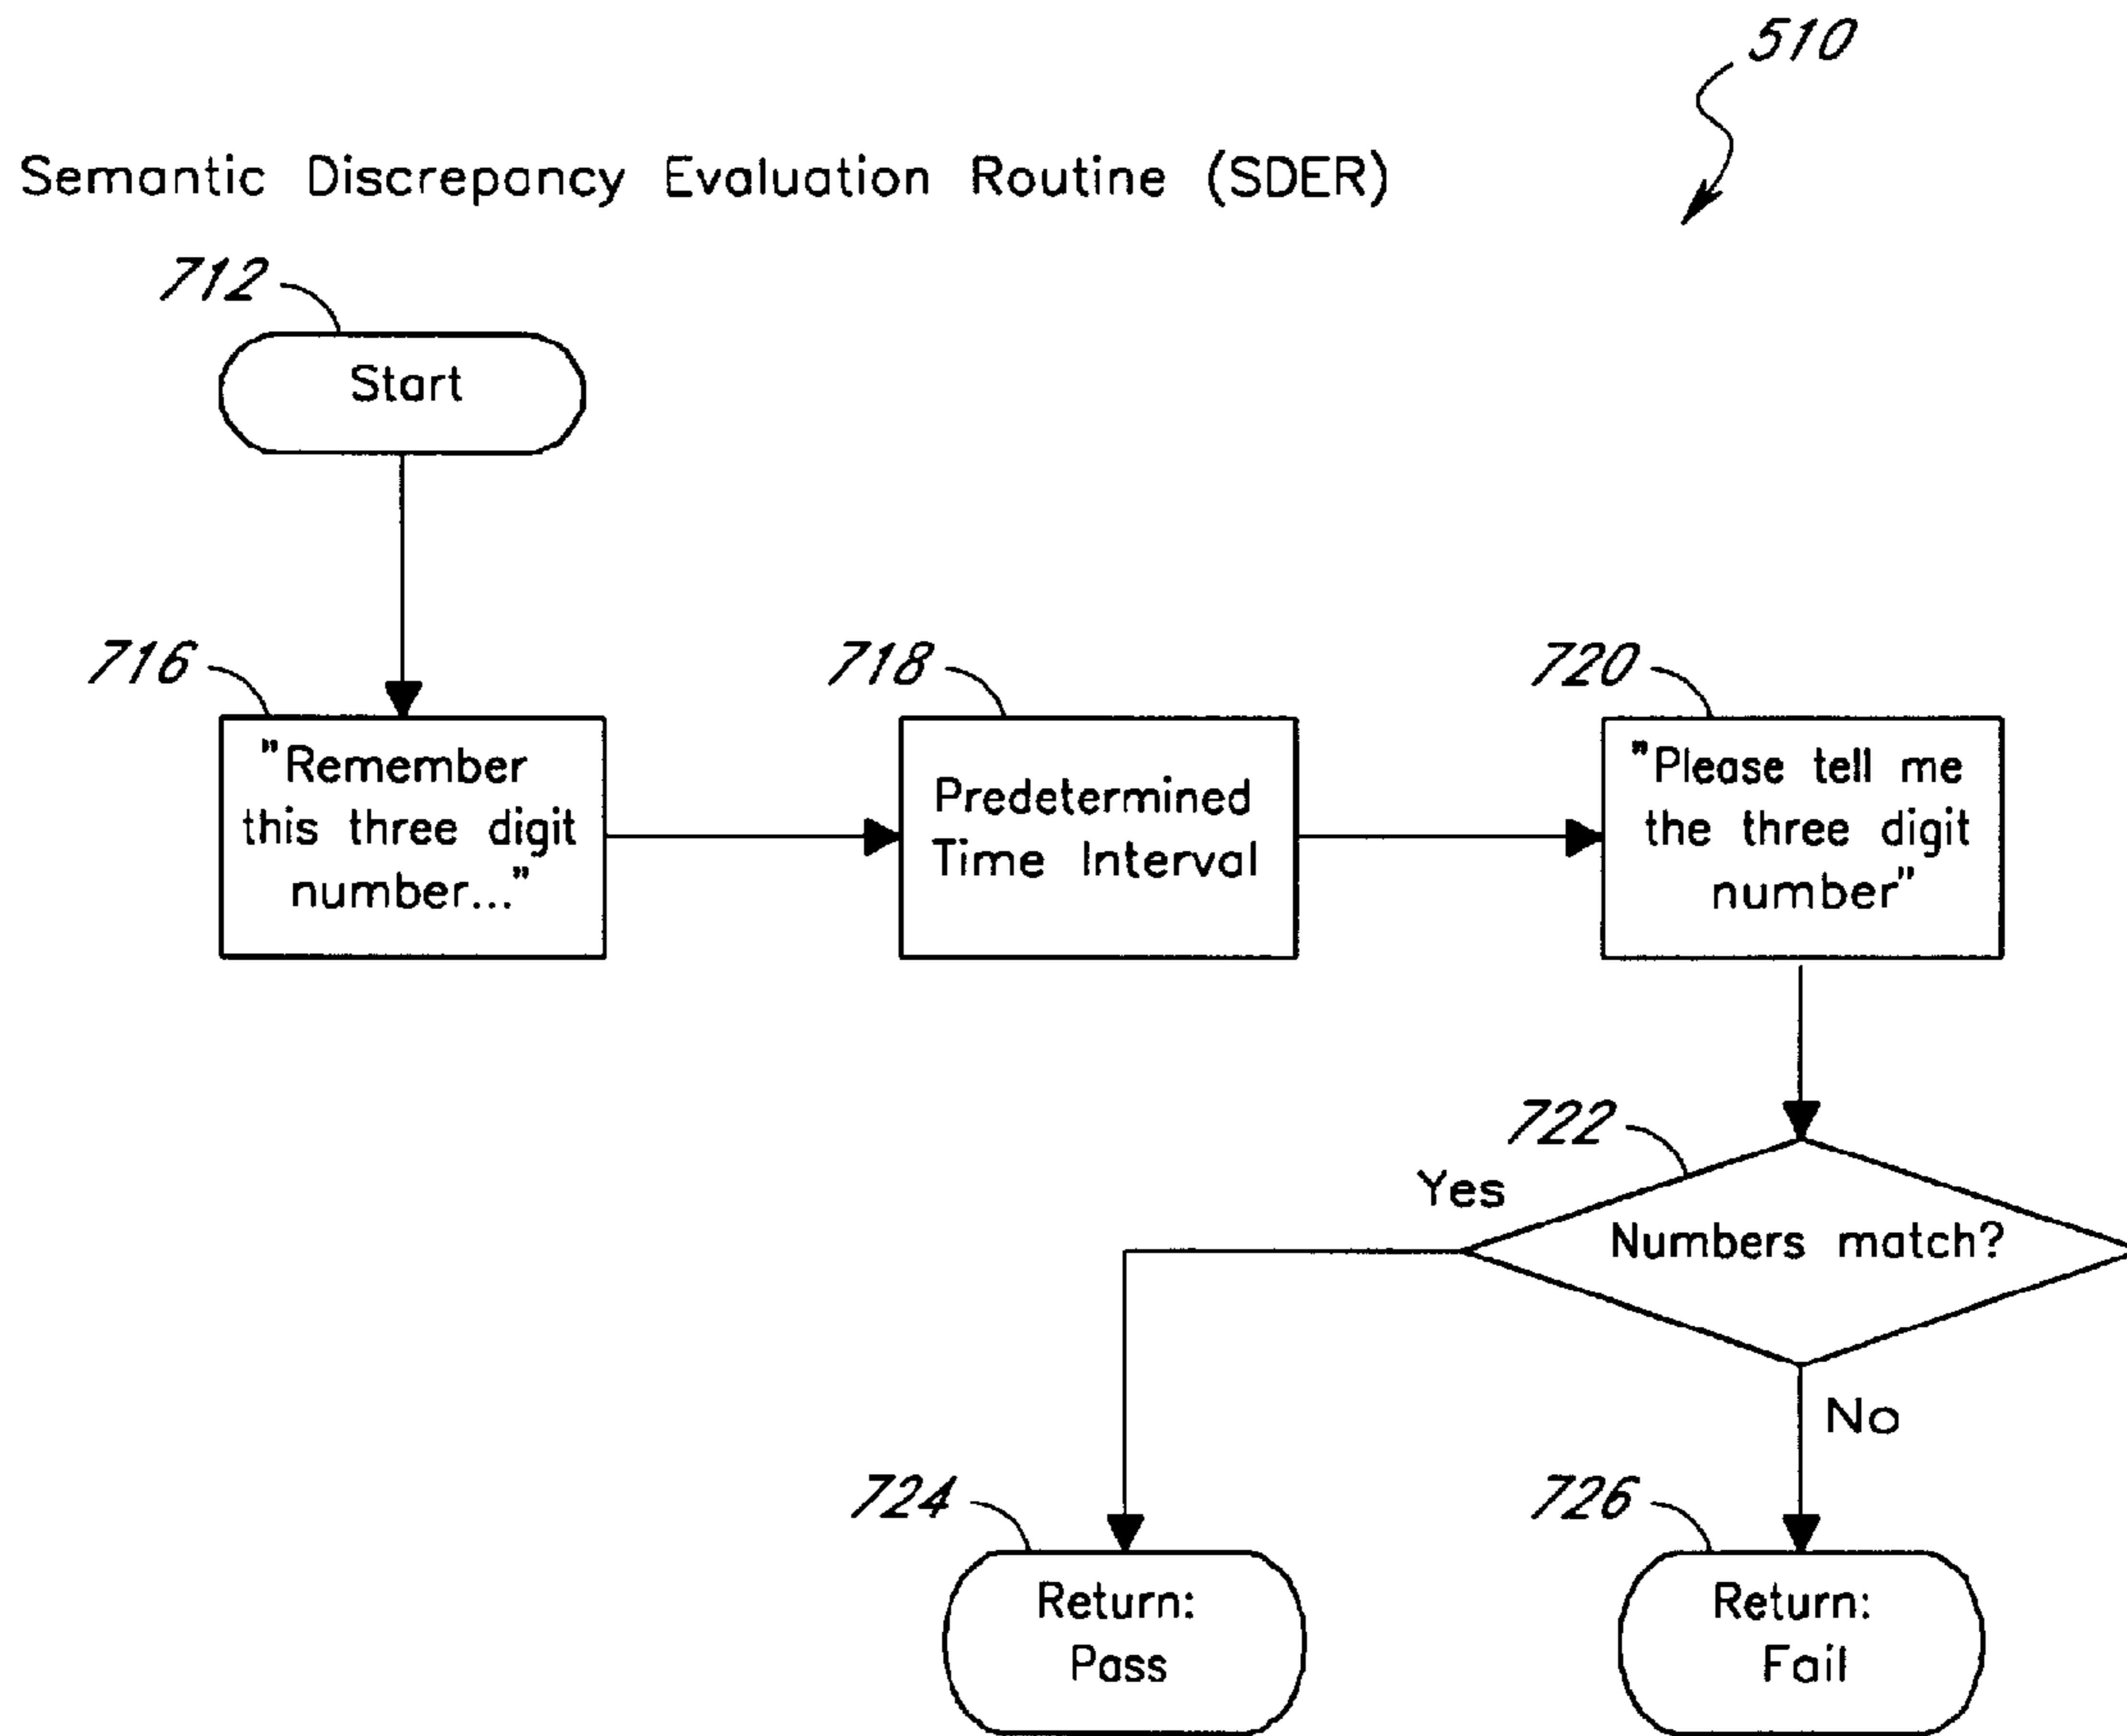 510
Semantic Discrepancy Evaluation Routine (SDER)
712
Start
716
"Remember
this three digit
number..."
718
Predetermined
Time Interval
720
"Please tell me
the three digit
number"
722
Numbers match?
Yes
No
724
Return:
Pass
726
Return:
Fail